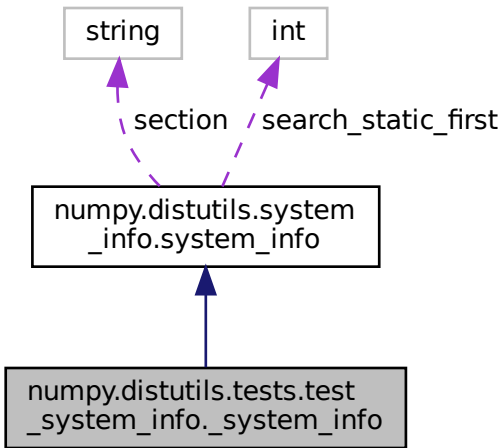 string
int
section
search_static_first
numpy.distutils.system
_info.system_info
numpy.distutils.tests.test
_system_info._system_info